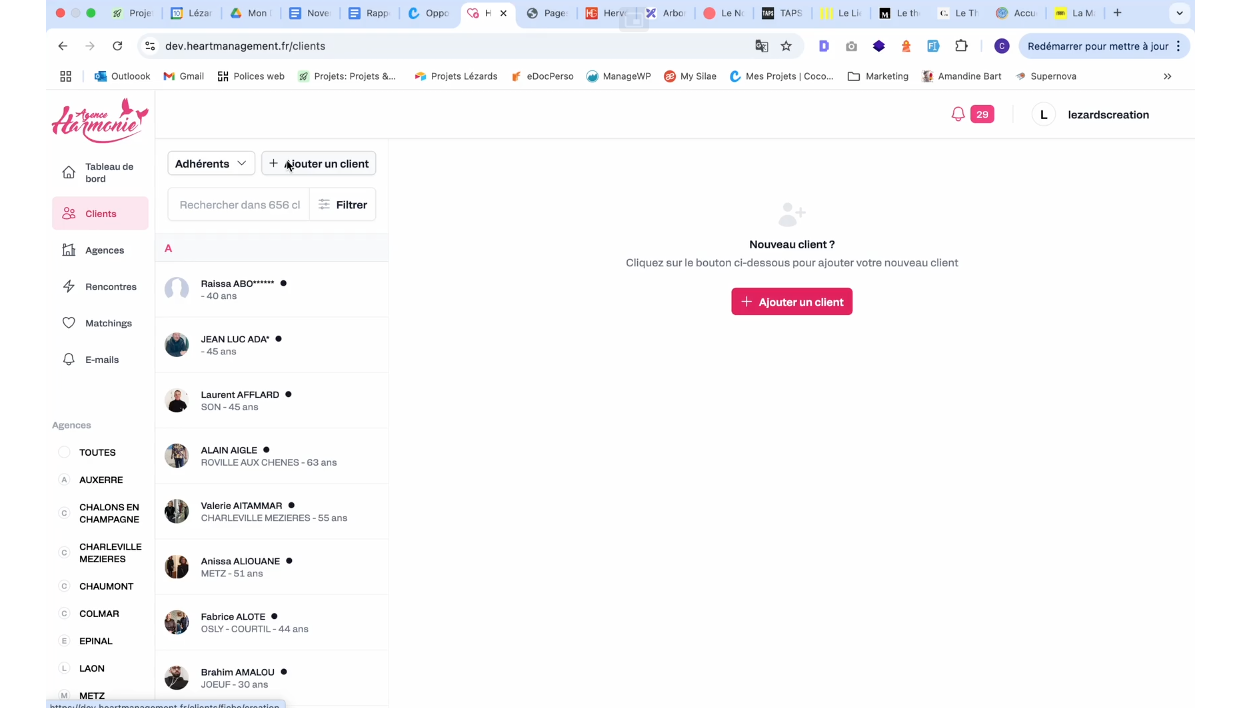 Proje
Lézar
Mon
Nove
Rapp
Oppo
H
Page
Herv
Arbo
Le N
TAPS
Le Li
Le th
Le Th
Accu
La M
dev.heartmanagement.fr/clients
Redémarrer pour mettre à jour
Outloook
Gmail
Polices web
Projets: Projets &...
Projets Lézards
eDocPerso
ManageWP
My Silae
Mes Projets | Coco...
Marketing
Amandine Bart
Supernova
Agence
Harmonie
29
L
lezardscreation
Tableau de
bord
Clients
Agences
Rencontres
Matchings
E-mails
Agences
TOUTES
A AUXERRE
C CHALONS EN
CHAMPAGNE
C CHARLEVILLE
MEZIERES
C CHAUMONT
C COLMAR
E EPINAL
L LAON
M METZ
Adhérents
+ Ajouter un client
Rechercher dans 656 cl
Filtrer
A
Raissa ABO******
- 40 ans
JEAN LUC ADA*
- 45 ans
Laurent AFFLARD
SON - 45 ans
ALAIN AIGLE
ROVILLE AUX CHENES - 63 ans
Valerie AITAMMAR
CHARLEVILLE MEZIERES - 55 ans
Anissa ALIOUANE
METZ - 51 ans
Fabrice ALOTE
OSLY - COURTIL - 44 ans
Brahim AMALOU
JOEUF - 30 ans
Nouveau client ?
Cliquez sur le bouton ci-dessous pour ajouter votre nouveau client
+ Ajouter un client
https://dev.heartmanagement.fr/clients/fiche/creation